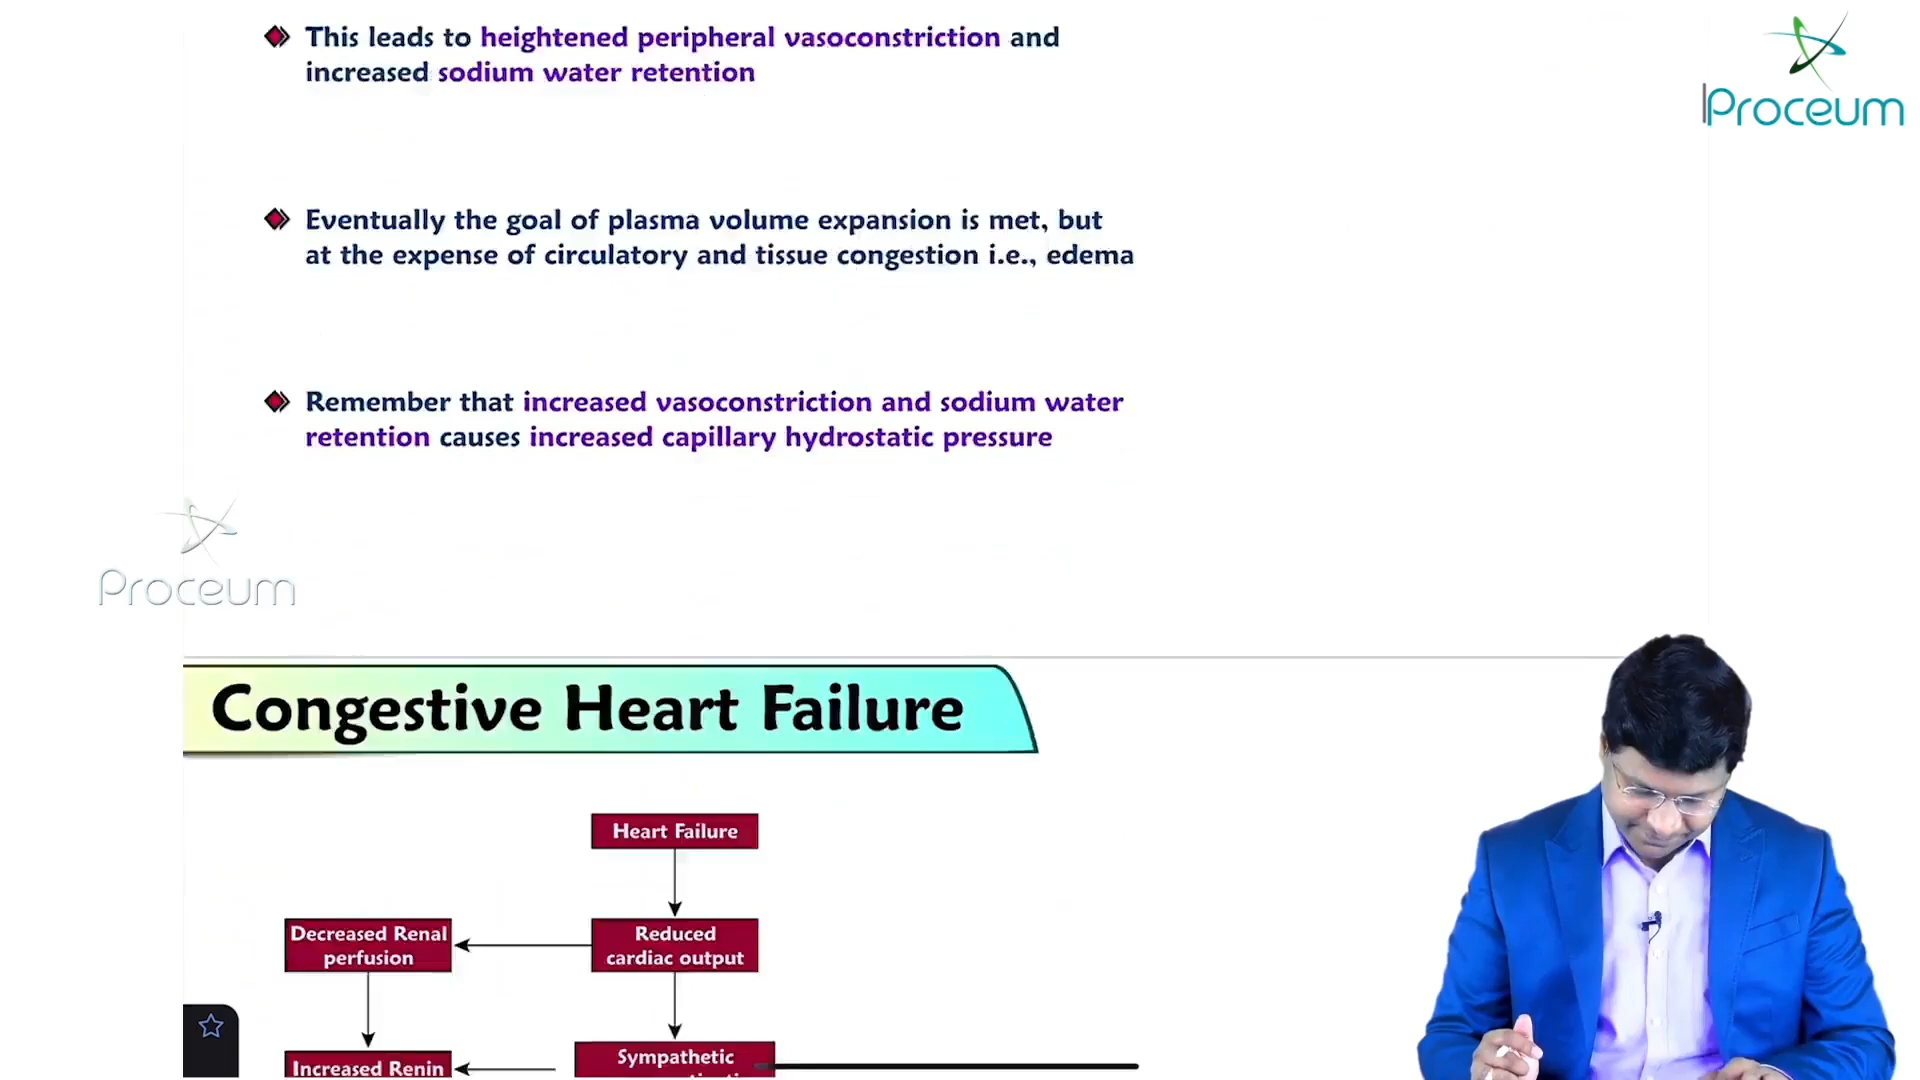 This leads to heightened peripheral vasoconstriction and
increased sodium water retention
Proceum
Eventually the goal of plasma volume expansion is met, but
at the expense of circulatory and tissue congestion i.e., edema
Remember that increased vasoconstriction and sodium water
retention causes increased capillary hydrostatic pressure
Proceum
Congestive Heart Failure
Heart Failure
Decreased Renal
perfusion
Reduced
cardiac output
Increased Renin
Sympathetic